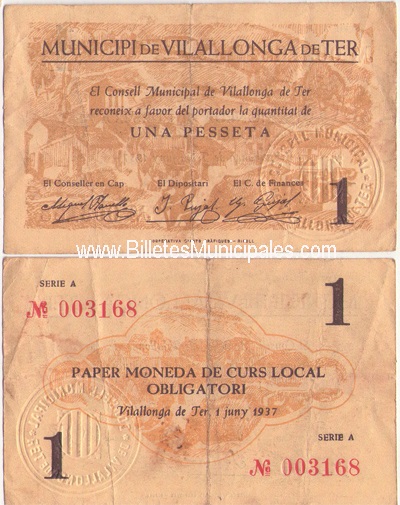 MUNICIPI DE VILALLONGA DE TER
El Consell Municipal de Vilallonga de Ter
reconeix a favor del portador la quantitat de
UNA PESSETA
El Conseller en Cap El Dipositari El C. de Finances
1
www.BilletesMunicipales.com
SERIE A
№ 003168
1
PAPER MONEDA DE CURS LOCAL
OBLIGATORI
Vilallonga de Ter, 1 juny 1937
1
SERIE A
№ 003168